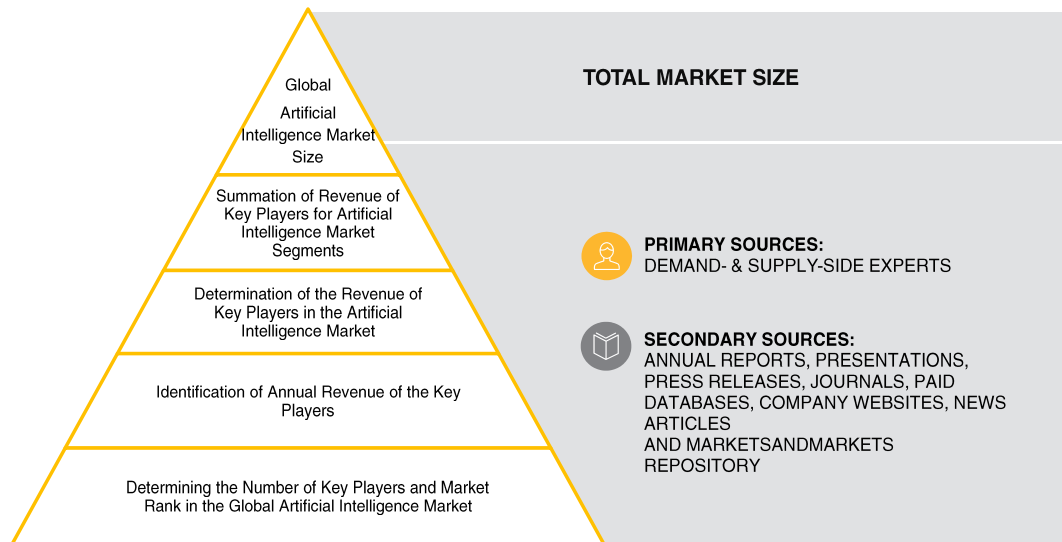 Global
Artificial
Intelligence Market
Size
Summation of Revenue of
Key Players for Artificial
Intelligence Market
Segments
Determination of the Revenue of
Key Players in the Artificial
Intelligence Market
Identification of Annual Revenue of the Key
Players
Determining the Number of Key Players and Market
Rank in the Global Artificial Intelligence Market
TOTAL MARKET SIZE
PRIMARY SOURCES:
DEMAND- & SUPPLY-SIDE EXPERTS
SECONDARY SOURCES:
ANNUAL REPORTS, PRESENTATIONS,
PRESS RELEASES, JOURNALS, PAID
DATABASES, COMPANY WEBSITES, NEWS
ARTICLES
AND MARKETSANDMARKETS
REPOSITORY